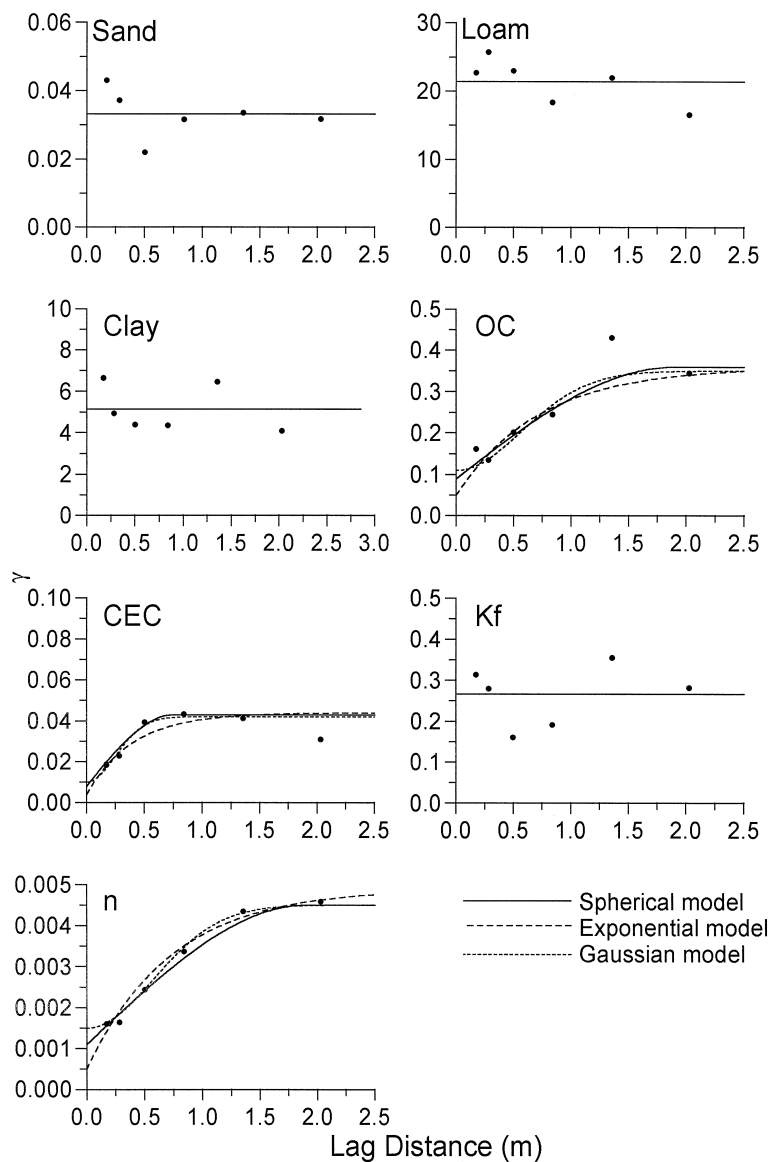 Sand
0.06
0.04
0.02
0.00
0.0 0.5 1.0 1.5 2.0 2.5
Loam
30
20
10
0
0.0 0.5 1.0 1.5 2.0 2.5
Clay
10
8
6
4
2
0
0.0 0.5 1.0 1.5 2.0 2.5 3.0
OC
0.5
0.4
0.3
0.2
0.1
0.0
0.0 0.5 1.0 1.5 2.0 2.5
γ
CEC
0.10
0.08
0.06
0.04
0.02
0.00
0.0 0.5 1.0 1.5 2.0 2.5
Kf
0.5
0.4
0.3
0.2
0.1
0.0
0.0 0.5 1.0 1.5 2.0 2.5
n
0.005
0.004
0.003
0.002
0.001
0.000
0.0 0.5 1.0 1.5 2.0 2.5
Spherical model
Exponential model
Gaussian model
Lag Distance (m)